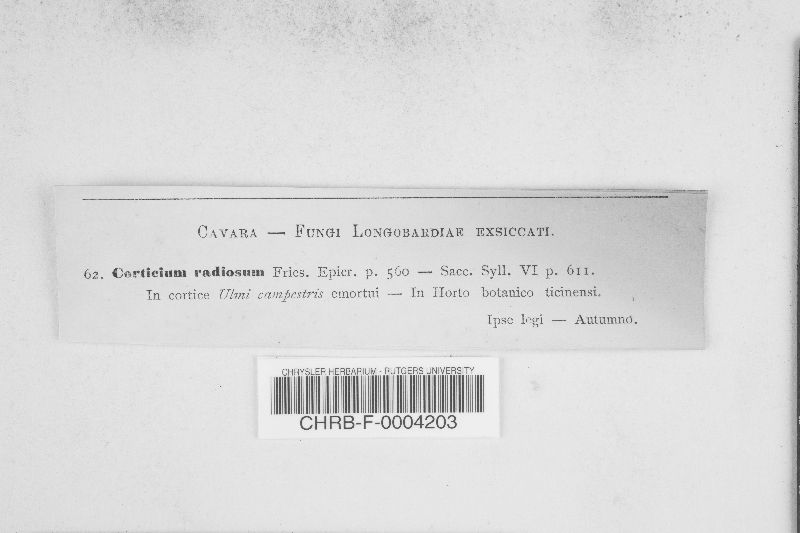 Cavara — Fungi Longobardiae exsiccati.
62. Corticium radiosum Fries. Epicr. p. 560 — Sacc. Syll. VI p. 611.
In cortice Ulmi campestris emortui — In Horto botanico ticinensi.
Ipse legi — Autumno.
CHRYSLER HERBARIUM - RUTGERS UNIVERSITY
CHRB-F-0004203